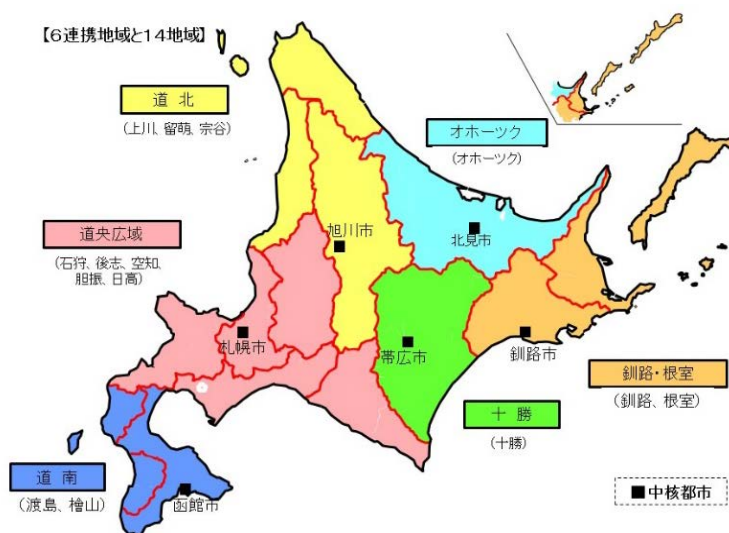 【６連携地域と１４地域】
道 北
(上川、留萌、宗谷)
オホーツク
(オホーツク)
道央広域
(石狩、後志、空知、
胆振、日高)
旭川市
北見市
札幌市
帯広市
釧路市
釧路・根室
(釧路、根室)
十 勝
(十勝)
道 南
(渡島、檜山)
函館市
■中核都市